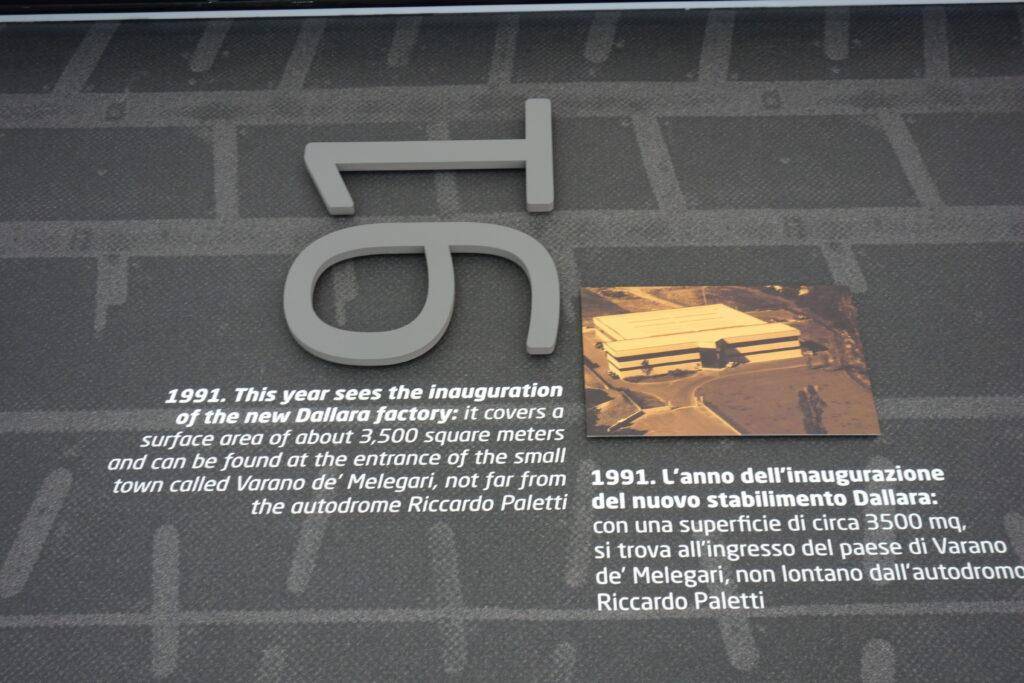 91
1991. This year sees the inauguration
of the new Dallara factory: it covers a
surface area of about 3,500 square meters
and can be found at the entrance of the small
town called Varano de' Melegari, not far from
the autodrome Riccardo Paletti
1991. L'anno dell'inaugurazione
del nuovo stabilimento Dallara:
con una superficie di circa 3500 mq,
si trova all'ingresso del paese di Varano
de' Melegari, non lontano dall'autodromo
Riccardo Paletti